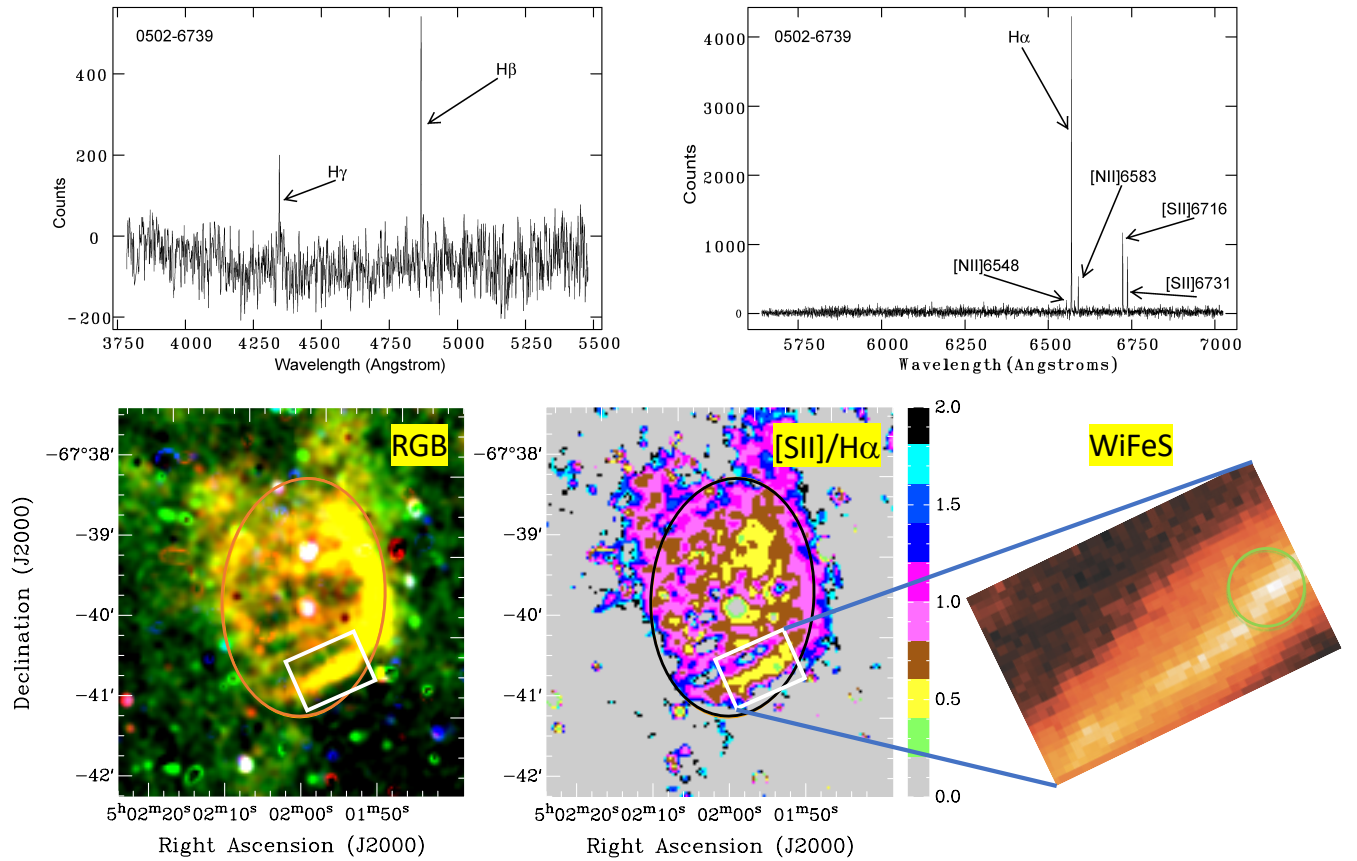 0502-6739
Hβ
Hγ
400
200
0
−200
Counts
3750 4000 4250 4500 4750 5000 5250 5500
Wavelength (Angstrom)
0502-6739
Hα
[NII]6583
[SII]6716
[NII]6548
[SII]6731
4000
3000
2000
1000
0
Counts
5750 6000 6250 6500 6750 7000
Wavelength(Angstroms)
RGB
−67°38′
−39′
−40′
−41′
−42′
Declination (J2000)
5ʰ02ᵐ20ˢ 02ᵐ10ˢ 02ᵐ00ˢ 01ᵐ50ˢ
Right Ascension (J2000)
[SII]/Hα
−67°38′
−39′
−40′
−41′
−42′
5ʰ02ᵐ20ˢ 02ᵐ10ˢ 02ᵐ00ˢ 01ᵐ50ˢ
Right Ascension (J2000)
2.0
1.5
1.0
0.5
0.0
WiFeS